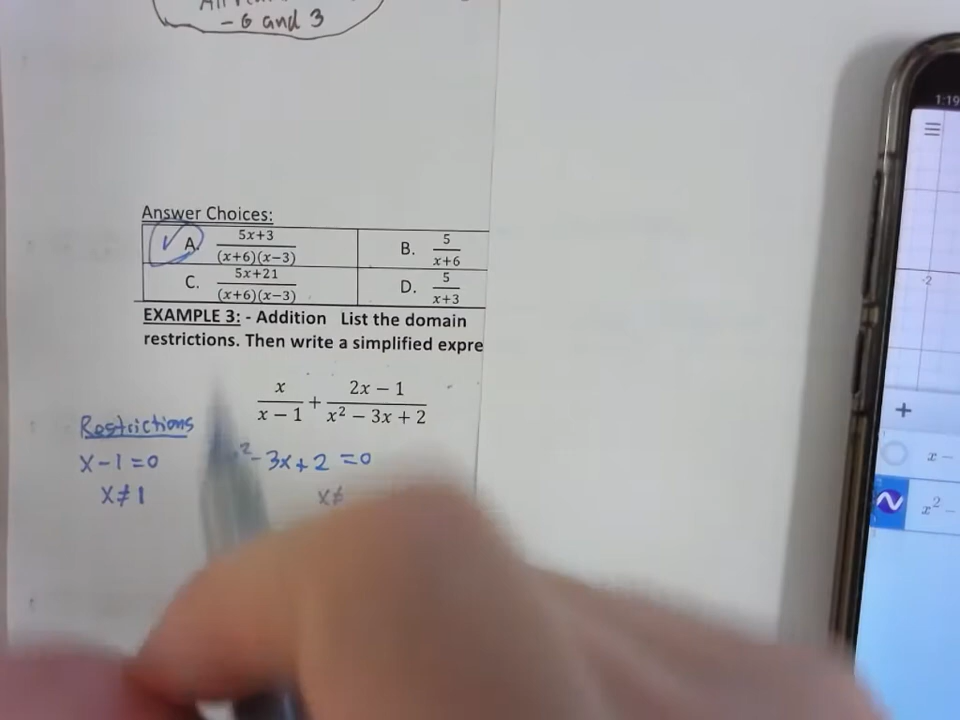 - 6 and 3
Answer Choices:
A. (5x+3)/((x+6)(x−3)) B. 5/(x+6)
C. (5x+21)/((x+6)(x−3)) D. 5/(x+3)
EXAMPLE 3: - Addition List the domain
restrictions. Then write a simplified expre
x/(x − 1) + (2x − 1)/(x² − 3x + 2)
Restrictions
x-1=0
² - 3x + 2 = 0
x≠1
x≠
1:19
-2
+
x −
x² −